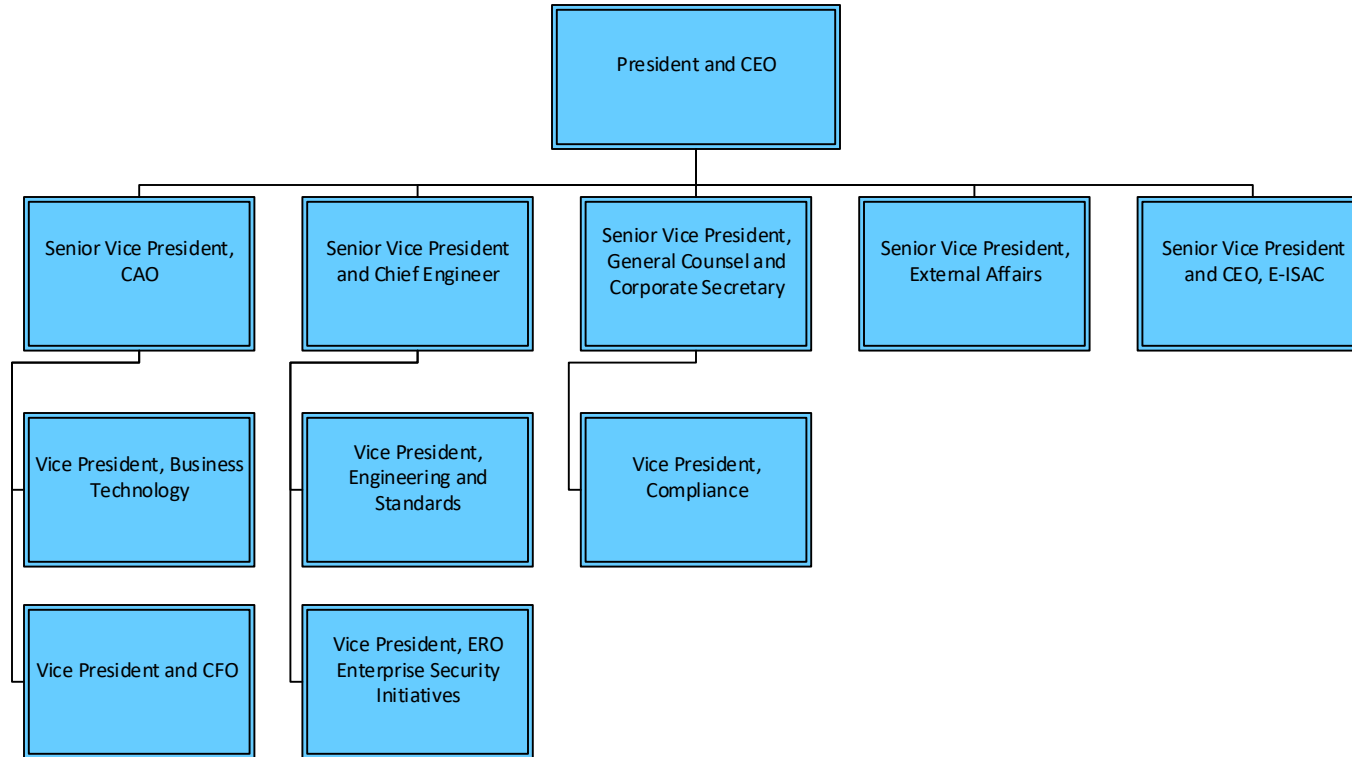 President and CEO
Senior Vice President,
CAO
Senior Vice President
and Chief Engineer
Senior Vice President,
General Counsel and
Corporate Secretary
Senior Vice President,
External Affairs
Senior Vice President
and CEO, E-ISAC
Vice President, Business
Technology
Vice President,
Engineering and
Standards
Vice President,
Compliance
Vice President and CFO
Vice President, ERO
Enterprise Security
Initiatives